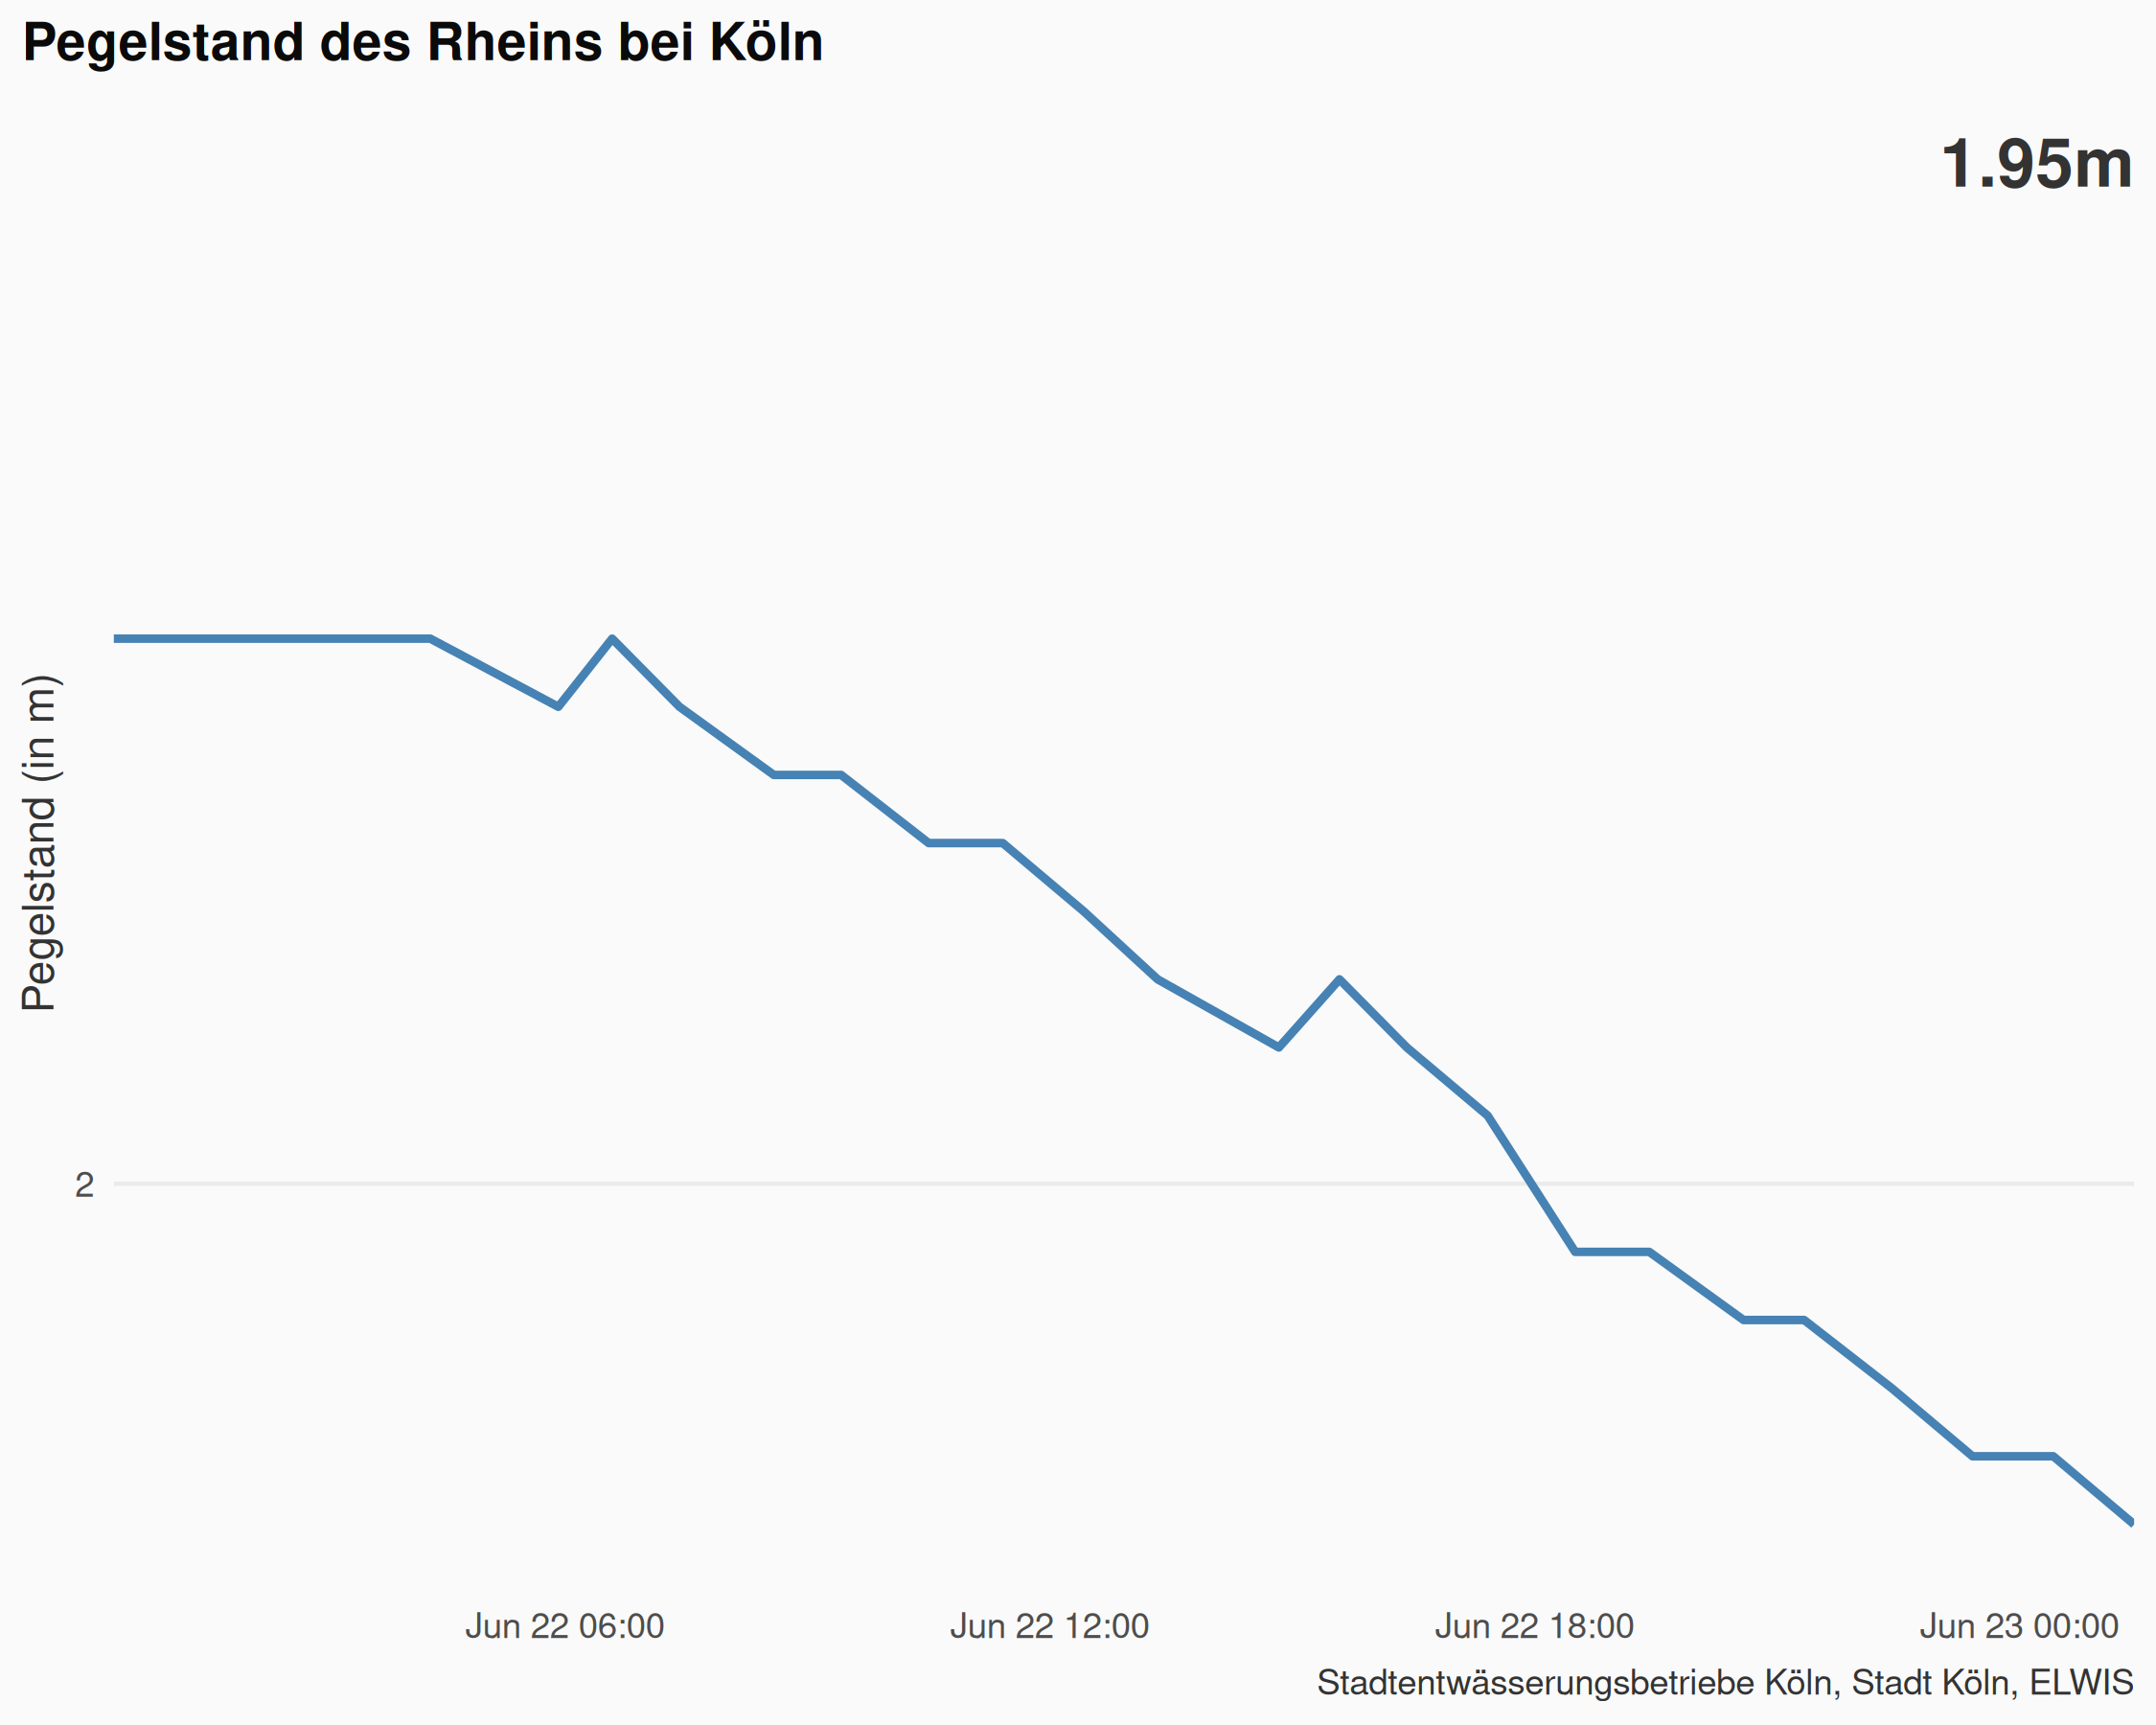 Pegelstand des Rheins bei Köln
1.95m
Pegelstand (in m)
2
Jun 22 06:00
Jun 22 12:00
Jun 22 18:00
Jun 23 00:00
Stadtentwässerungsbetriebe Köln, Stadt Köln, ELWIS